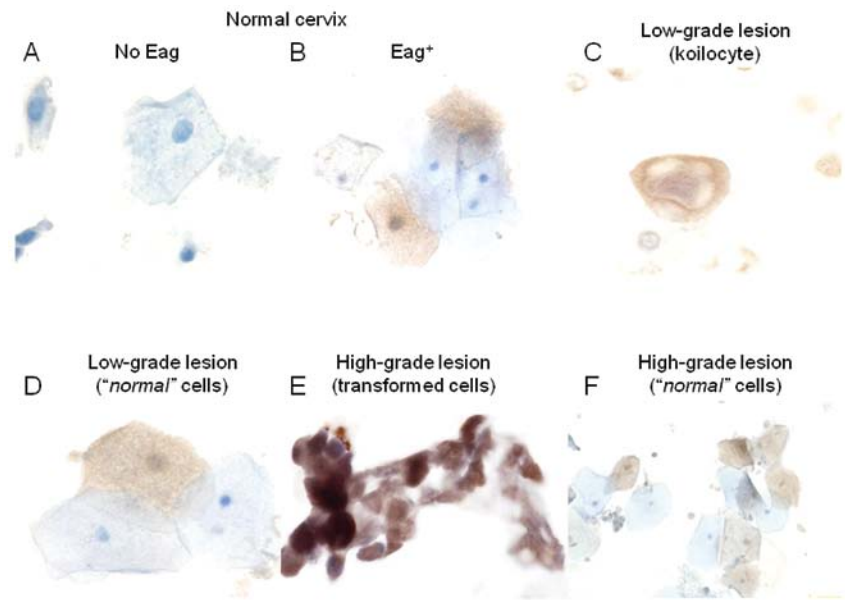 Normal cervix
A
No Eag
B
Eag⁺
C
Low-grade lesion
(koilocyte)
D
Low-grade lesion
("normal" cells)
E
High-grade lesion
(transformed cells)
F
High-grade lesion
("normal" cells)